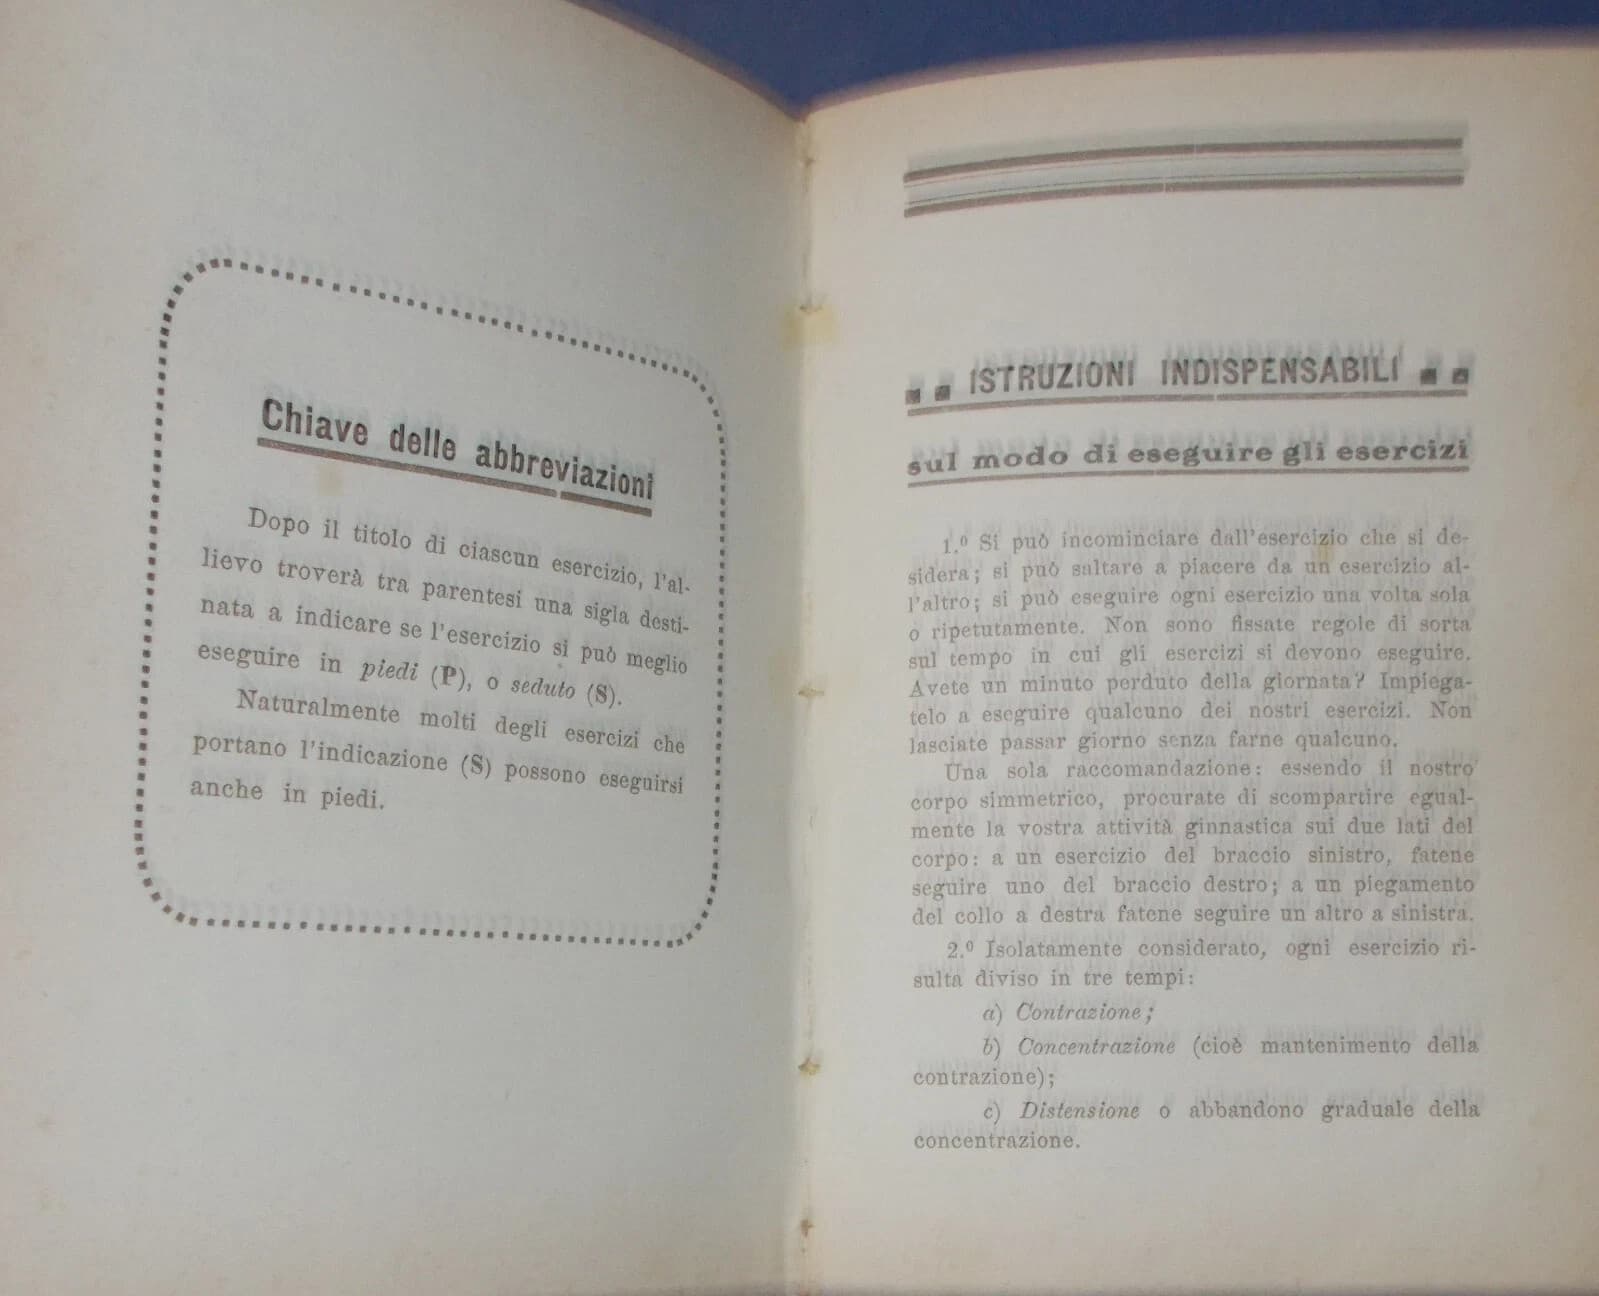 Chiave delle abbreviazioni
Dopo il titolo di ciascun esercizio, l'al-
lievo troverà tra parentesi una sigla desti-
nata a indicare se l'esercizio si può meglio
eseguire in piedi (P), o seduto (S).
Naturalmente molti degli esercizi che
portano l'indicazione (S) possono eseguirsi
anche in piedi.
ISTRUZIONI INDISPENSABILI
sul modo di eseguire gli esercizi
1.º Si può incominciare dall'esercizio che si de-
sidera; si può saltare a piacere da un esercizio al-
l'altro; si può eseguire ogni esercizio una volta sola
o ripetutamente. Non sono fissate regole di sorta
sul tempo in cui gli esercizi si devono eseguire.
Avete un minuto perduto della giornata? Impiega-
telo a eseguire qualcuno dei nostri esercizi. Non
lasciate passar giorno senza farne qualcuno.
Una sola raccomandazione: essendo il nostro
corpo simmetrico, procurate di scompartire egual-
mente la vostra attività ginnastica sui due lati del
corpo: a un esercizio del braccio sinistro, fatene
seguire uno del braccio destro; a un piegamento
del collo a destra fatene seguire un altro a sinistra.
2.º Isolatamente considerato, ogni esercizio ri-
sulta diviso in tre tempi:
a) Contrazione;
b) Concentrazione (cioè mantenimento della
contrazione);
c) Distensione o abbandono graduale della
concentrazione.